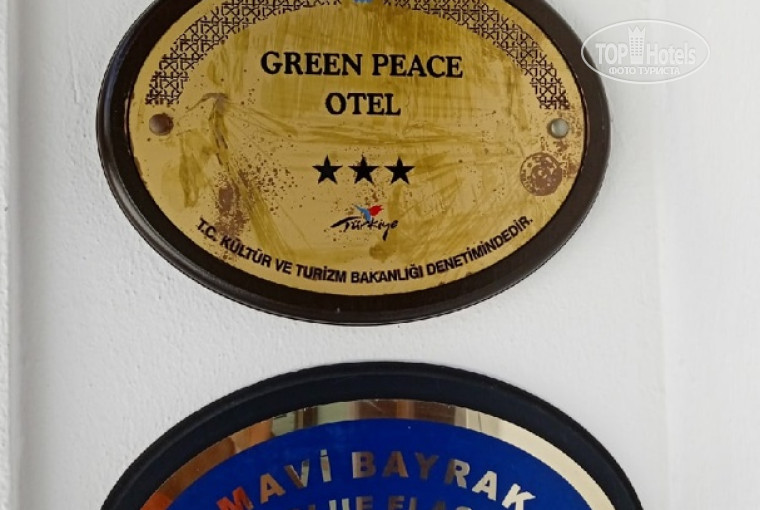 TOP Hotels
ФОТО ТУРИСТА
GREEN PEACE
OTEL
Türkiye
T.C. KÜLTÜR VE TURİZM BAKANLIĞI DENETİMİNDEDİR.
MAVİ BAYRAK